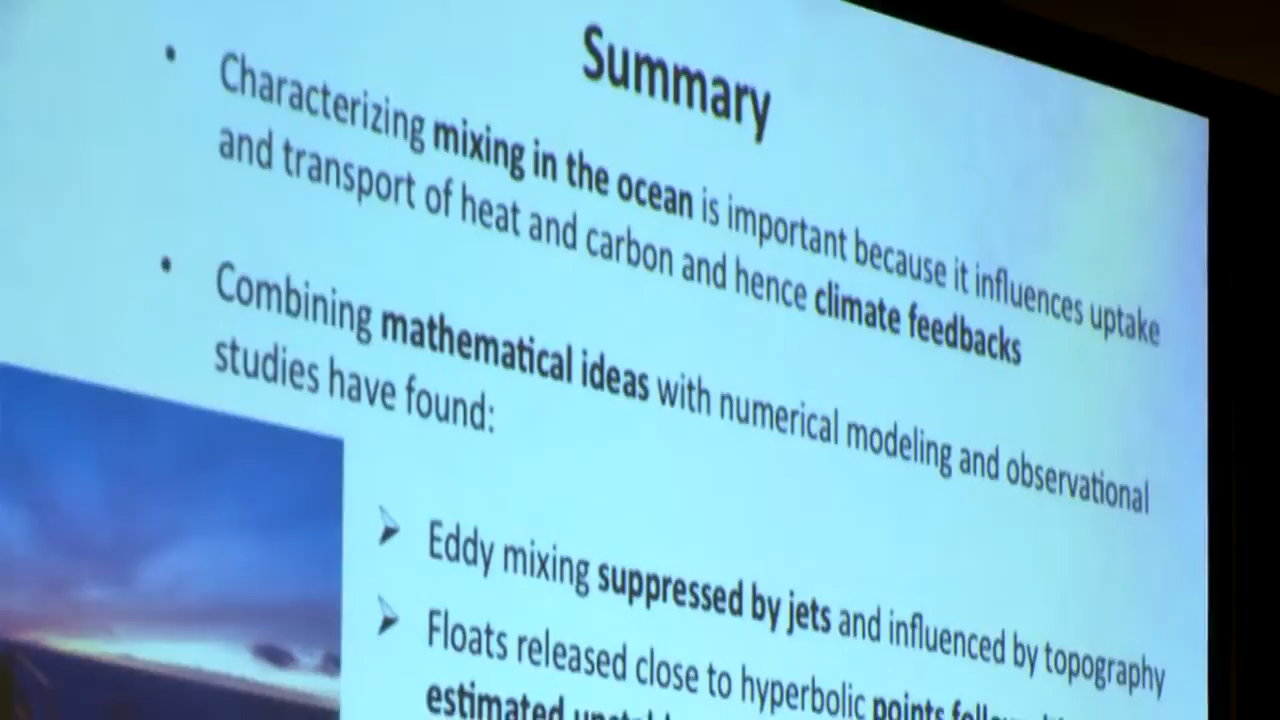 Summary
• Characterizing mixing in the ocean is important because it influences uptake
and transport of heat and carbon and hence climate feedbacks
• Combining mathematical ideas with numerical modeling and observational
studies have found:
➢ Eddy mixing suppressed by jets and influenced by topography
➢ Floats released close to hyperbolic points
estimated